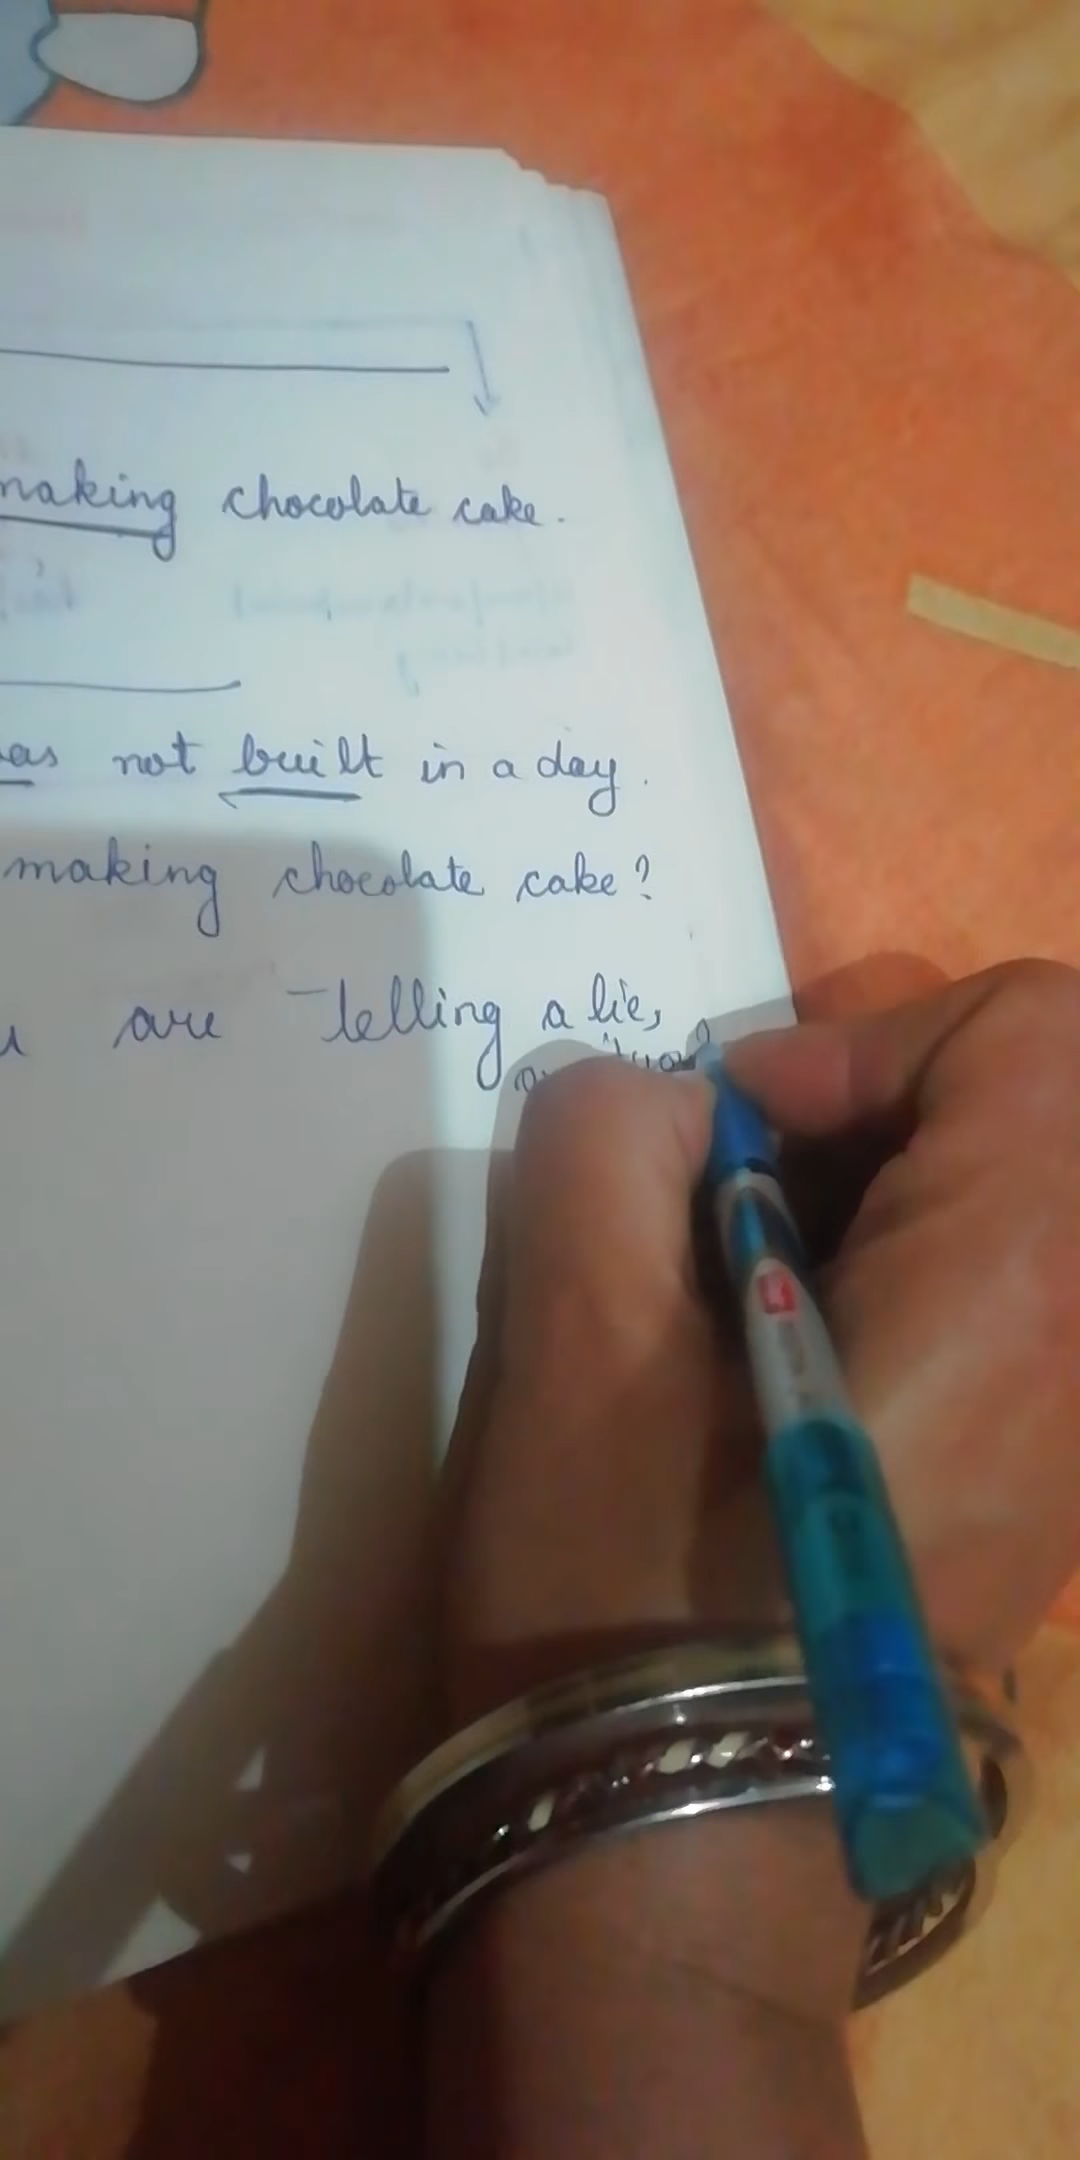 making chocolate cake.
as not built in a day.
making chocolate cake?
are telling a lie,